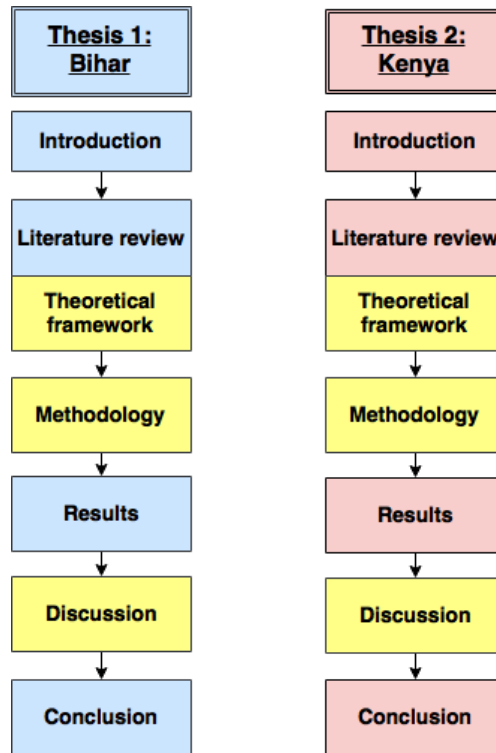 Thesis 1:
Bihar
Introduction
Literature review
Theoretical
framework
Methodology
Results
Discussion
Conclusion
Thesis 2:
Kenya
Introduction
Literature review
Theoretical
framework
Methodology
Results
Discussion
Conclusion